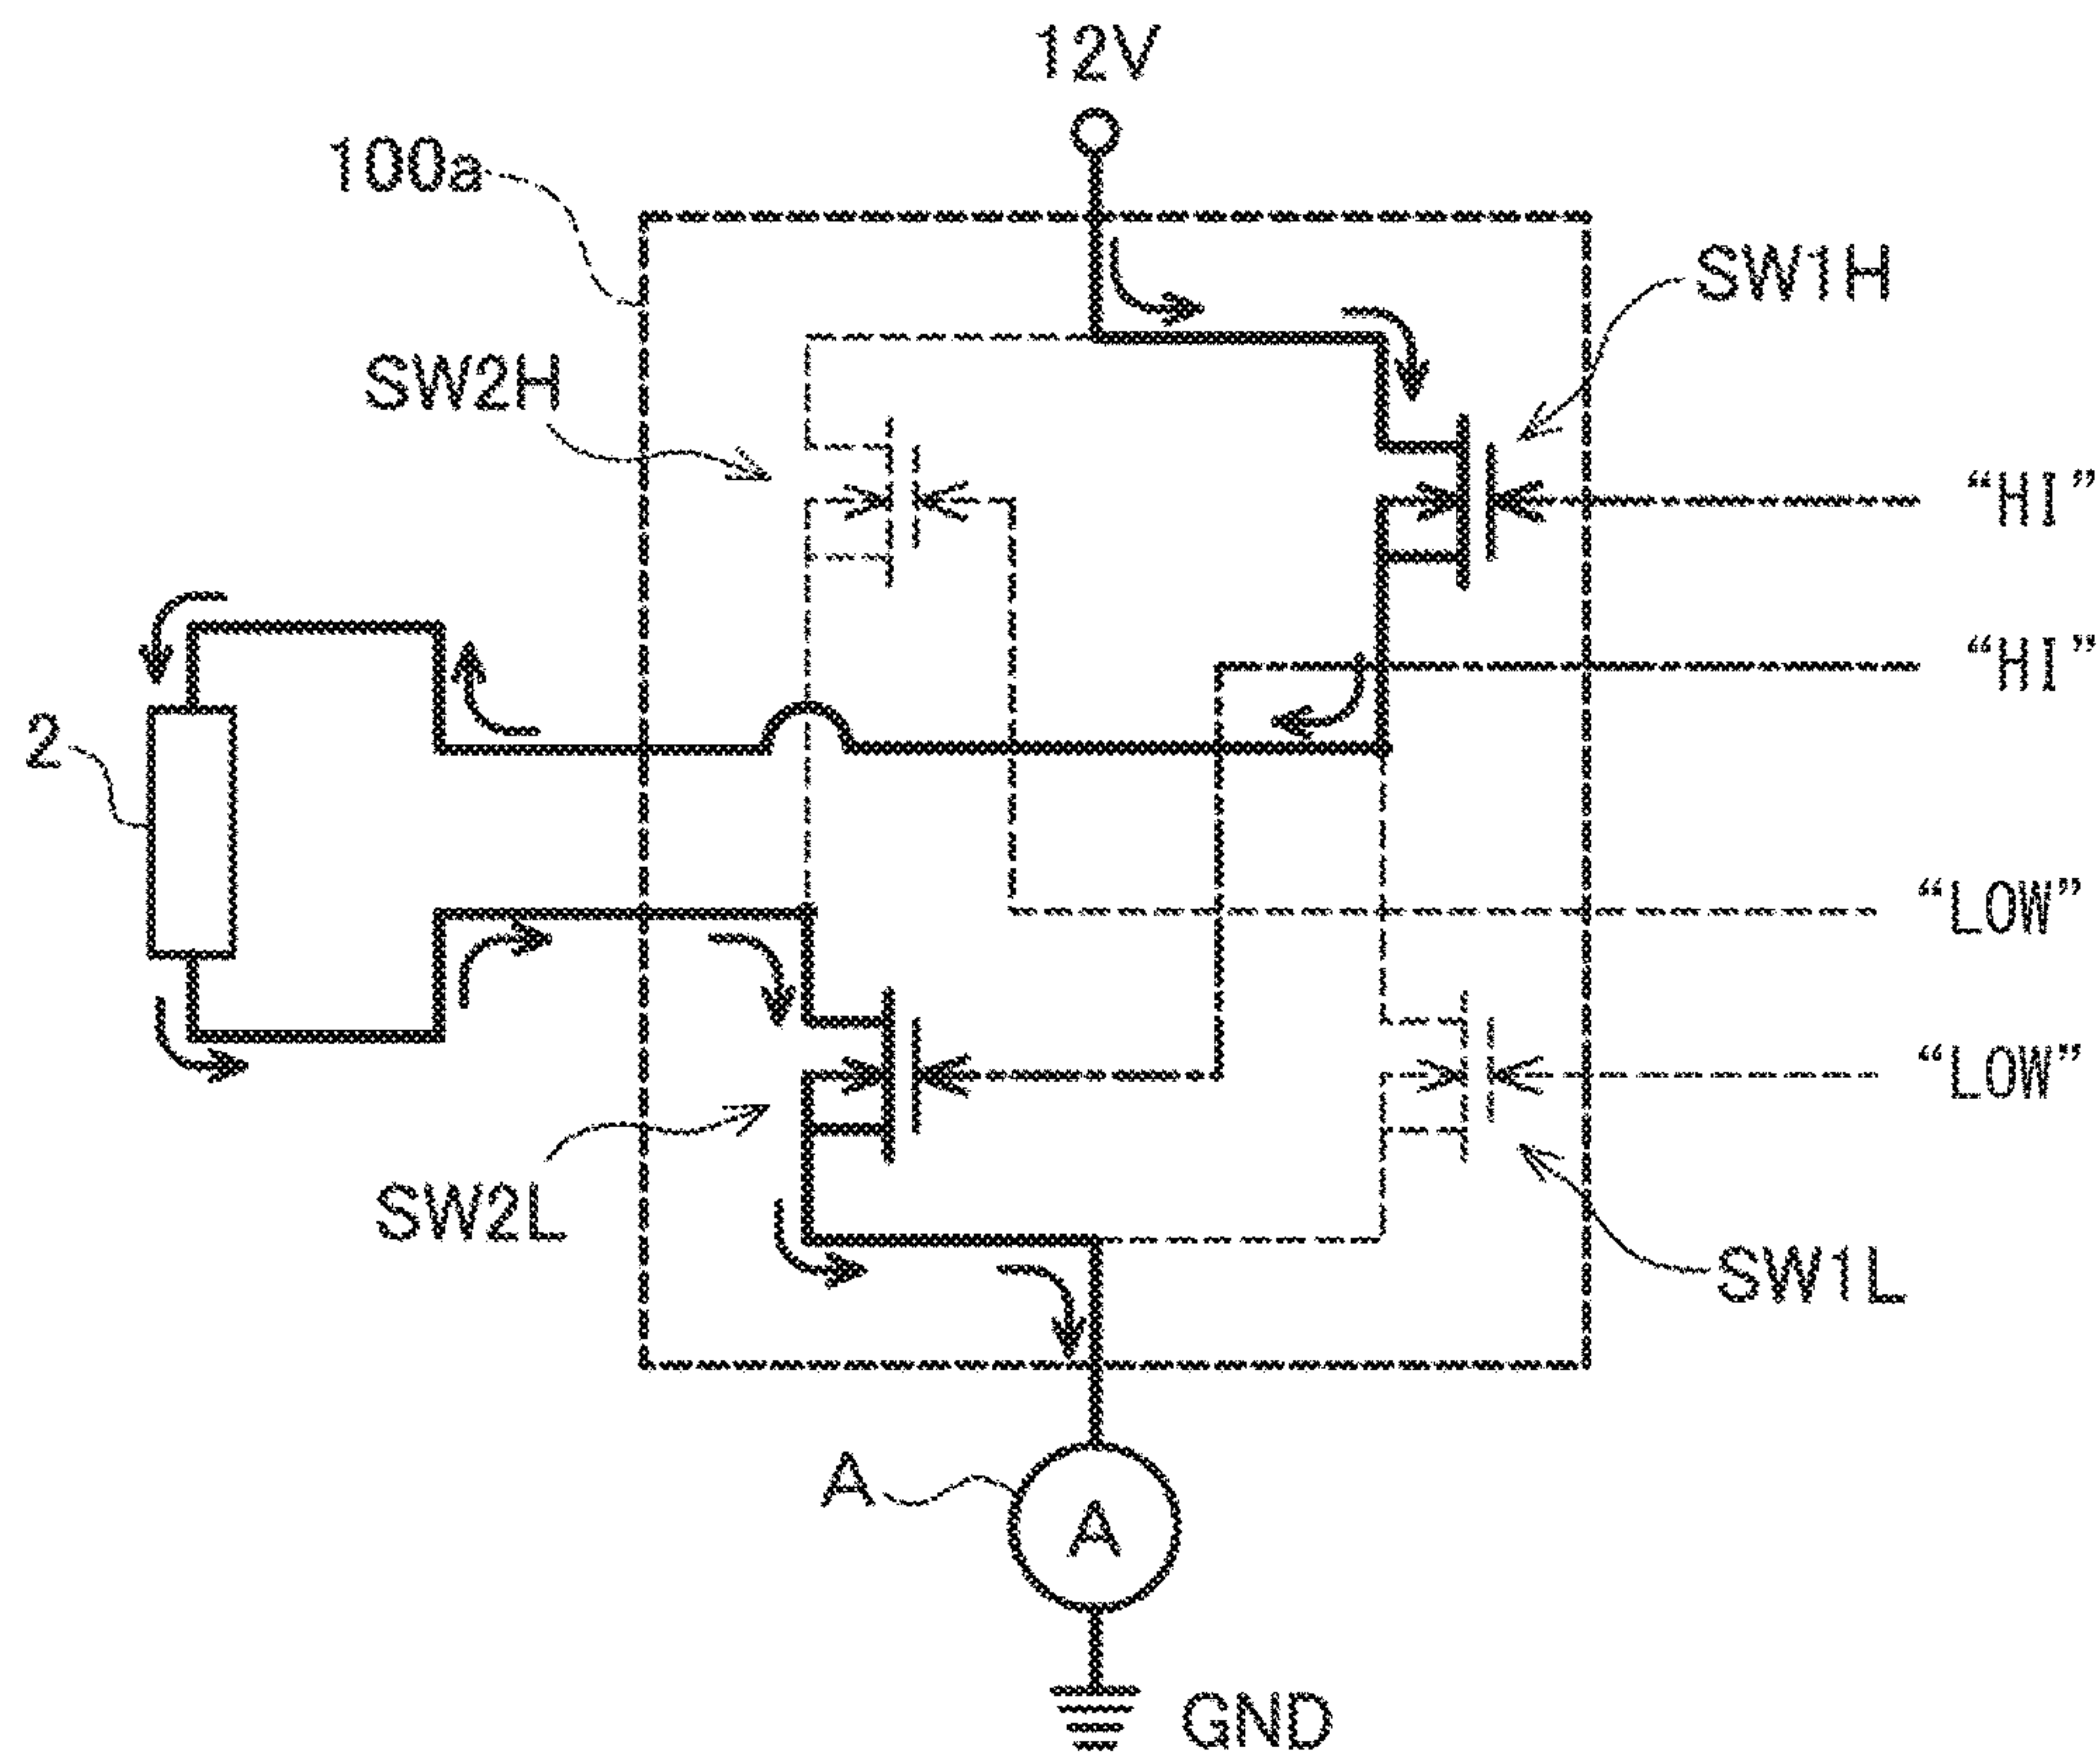 12V
100a
SW1H
SW2H
“HI”
“HI”
2
“LOW”
“LOW”
SW2L
SW1L
A
A
GND